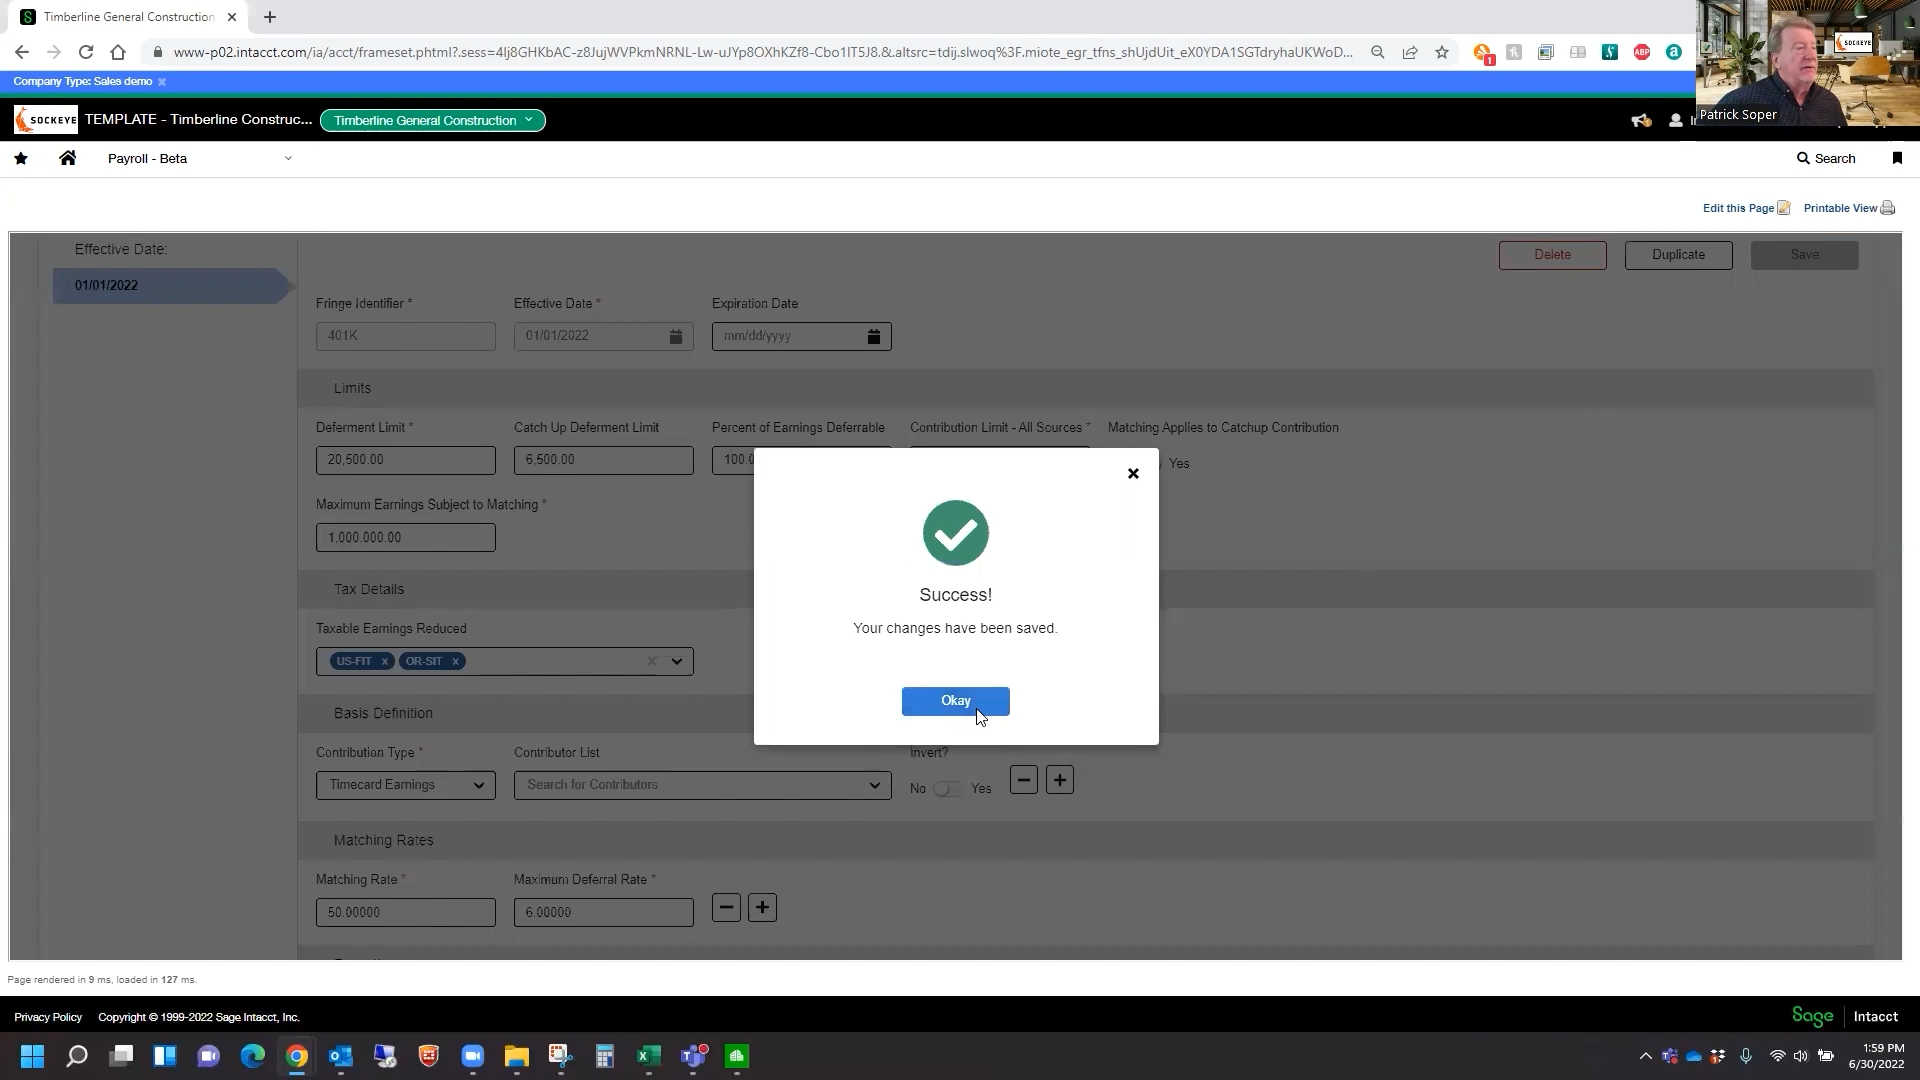 Timberline General Construction
www-p02.intacct.com/ia/acct/frameset.phtml?.sess=4Ij8GHKbAC-z8JujWVPkmNRNL-Lw-uJYp8OXhKZf8-Cbo1IT5J8.&.altsrc=tdij.slwoq%3F.miote_egr_tfns_shUjdUit_eX0YDA1SGTdryhaUKWoD...
1
ABP
a
SOCKEYE
Patrick Soper
Company Type: Sales demo
SOCKEYE
TEMPLATE - Timberline Construc...
Timberline General Construction
Payroll - Beta
Search
Edit this Page
Printable View
Effective Date:
01/01/2022
Delete
Duplicate
Save
Fringe Identifier *
Effective Date *
Expiration Date
401K
01/01/2022
mm/dd/yyyy
Limits
Deferment Limit *
Catch Up Deferment Limit
Percent of Earnings Deferrable
Contribution Limit - All Sources *
Matching Applies to Catchup Contribution
20,500.00
6,500.00
Yes
Maximum Earnings Subject to Matching *
1,000,000.00
Success!
Your changes have been saved.
Okay
Tax Details
Taxable Earnings Reduced
US-FIT x
OR-SIT x
Basis Definition
Contribution Type *
Contributor List
Invert?
Timecard Earnings
Search for Contributors
No
Yes
Matching Rates
Matching Rate *
Maximum Deferral Rate *
50.00000
6.00000
Page rendered in 9 ms, loaded in 127 ms.
Privacy Policy
Copyright © 1999-2022 Sage Intacct, Inc.
Sage
Intacct
1:59 PM
6/30/2022